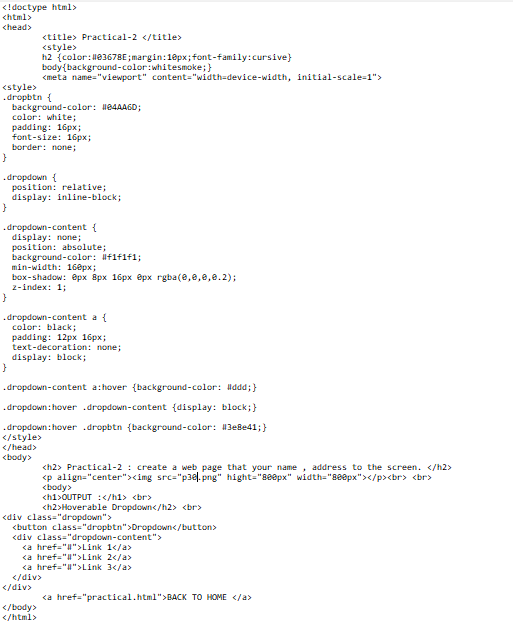 <!doctype html>
<html>
<head>
<title> Practical-2 </title>
<style>
h2 {color:#03678E;margin:10px;font-family:cursive}
body{background-color:whitesmoke;}
<meta name="viewport" content="width=device-width, initial-scale=1">
<style>
.dropbtn {
background-color: #04AA6D;
color: white;
padding: 16px;
font-size: 16px;
border: none;
}
.dropdown {
position: relative;
display: inline-block;
}
.dropdown-content {
display: none;
position: absolute;
background-color: #f1f1f1;
min-width: 160px;
box-shadow: 0px 8px 16px 0px rgba(0,0,0,0.2);
z-index: 1;
}
.dropdown-content a {
color: black;
padding: 12px 16px;
text-decoration: none;
display: block;
}
.dropdown-content a:hover {background-color: #ddd;}
.dropdown:hover .dropdown-content {display: block;}
.dropdown:hover .dropbtn {background-color: #3e8e41;}
</style>
</head>
<body>
<h2> Practical-2 : create a web page that your name , address to the screen. </h2>
<p align="center"><img src="p30.png" hight="800px" width="800px"></p><br> <br>
<body>
<h1>OUTPUT :</h1> <br>
<h2>Hoverable Dropdown</h2> <br>
<div class="dropdown">
<button class="dropbtn">Dropdown</button>
<div class="dropdown-content">
<a href="#">Link 1</a>
<a href="#">Link 2</a>
<a href="#">Link 3</a>
</div>
</div>
<a href="practical.html">BACK TO HOME </a>
</body>
</html>